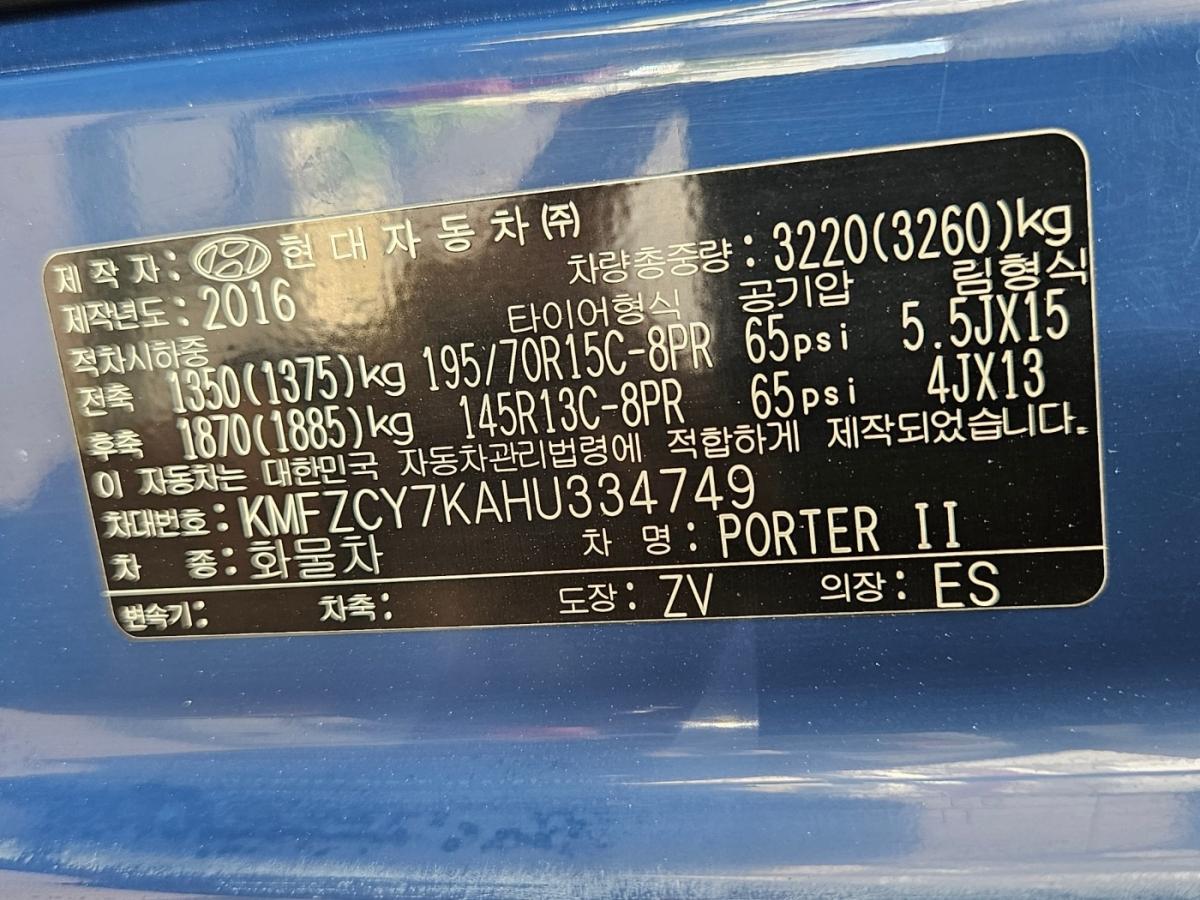 제작자: 현대자동차㈜
차량총중량: 3220(3260)kg
제작년도: 2016
타이어형식 공기압 림형식
적차시하중
전축 1350(1375)kg 195/70R15C-8PR 65psi 5.5JX15
후축 1870(1885)kg 145R13C-8PR 65psi 4JX13
이 자동차는 대한민국 자동차관리법령에 적합하게 제작되었습니다.
차대번호: KMFZCY7KAHU334749
차 종: 화물차 차 명: PORTER II
변속기: 차축: 도장: ZV 의장: ES